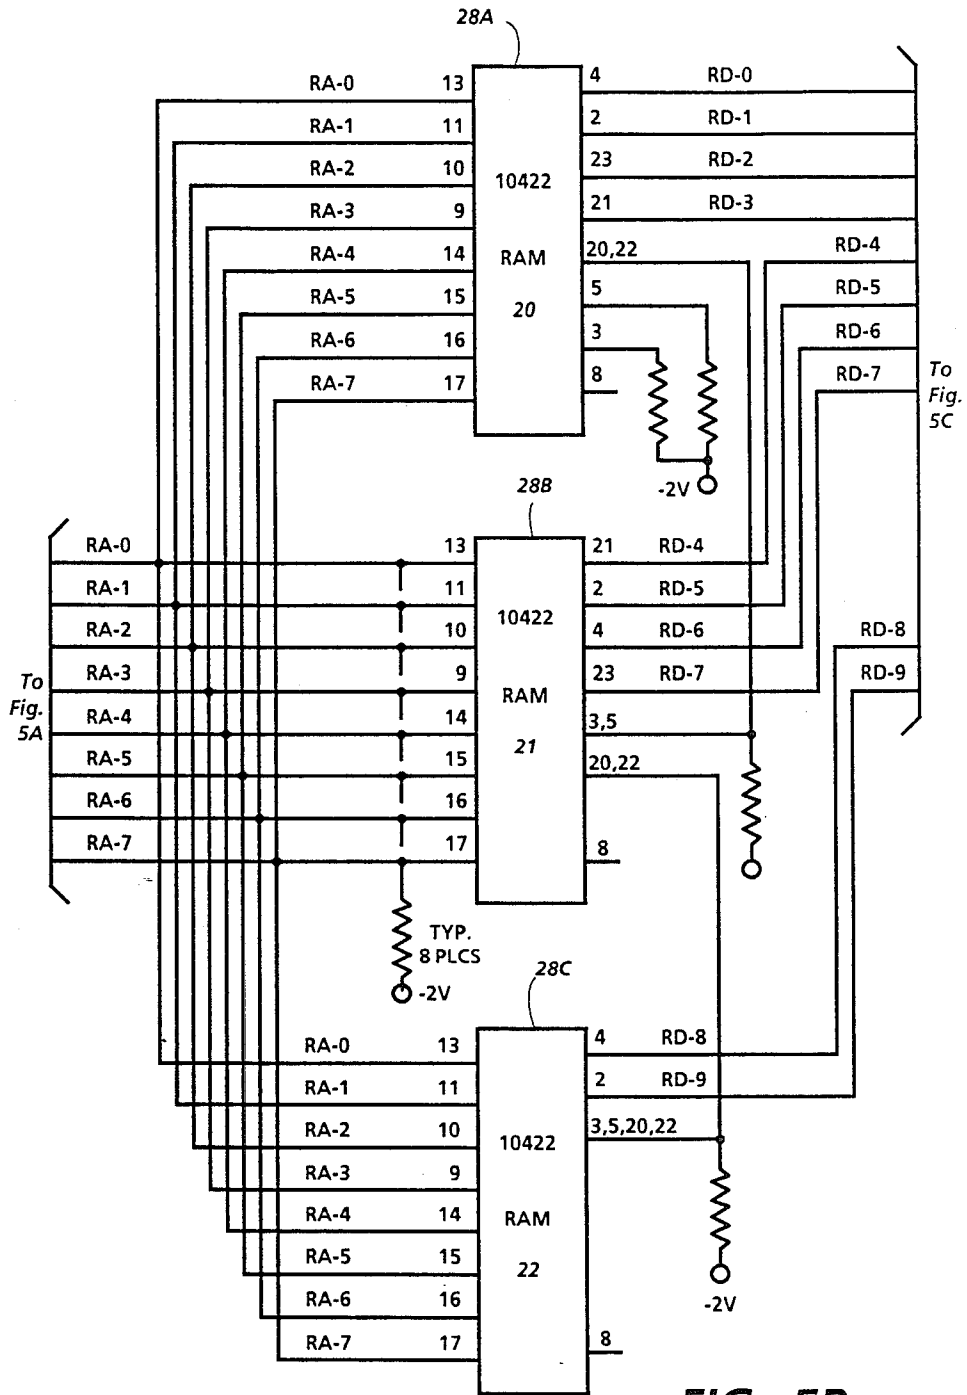 28A
RA-0 13 4 RD-0
RA-1 11 2 RD-1
RA-2 10 23 RD-2
10422
RA-3 9 21 RD-3
RA-4 14 RAM 20,22 RD-4
RA-5 15 20 5 RD-5
RA-6 16 3 RD-6
RA-7 17 8 RD-7
To
Fig.
5C
-2V
28B
RA-0 13 21 RD-4
RA-1 11 2 RD-5
10422
RA-2 10 4 RD-6 RD-8
RA-3 9 23 RD-7 RD-9
To
Fig.
5A
RAM
RA-4 14 3,5
21
RA-5 15 20,22
RA-6 16
RA-7 17 8
TYP.
8 PLCS
-2V
28C
RA-0 13 4 RD-8
RA-1 11 2 RD-9
RA-2 10 3,5,20,22
10422
RA-3 9
RA-4 14 RAM
RA-5 15
22
RA-6 16
-2V
RA-7 17 8